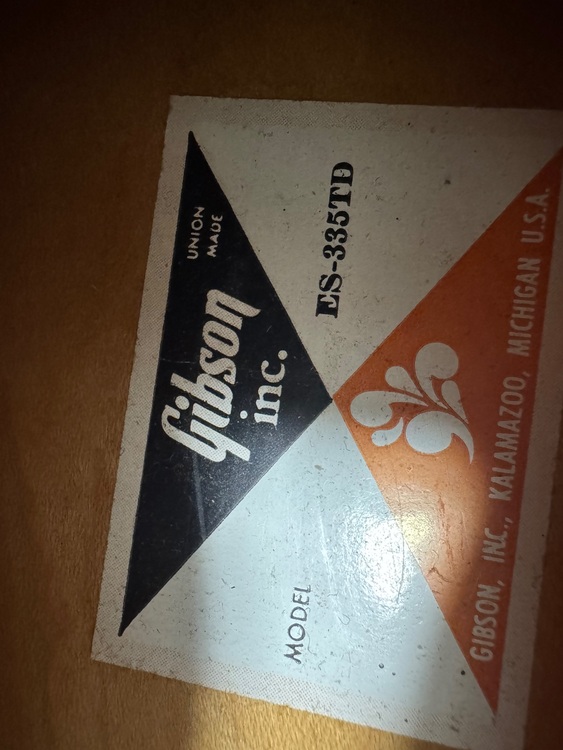 UNION
MADE
Gibson
inc.
MODEL ES-335TD
GIBSON, INC., KALAMAZOO, MICHIGAN U.S.A.